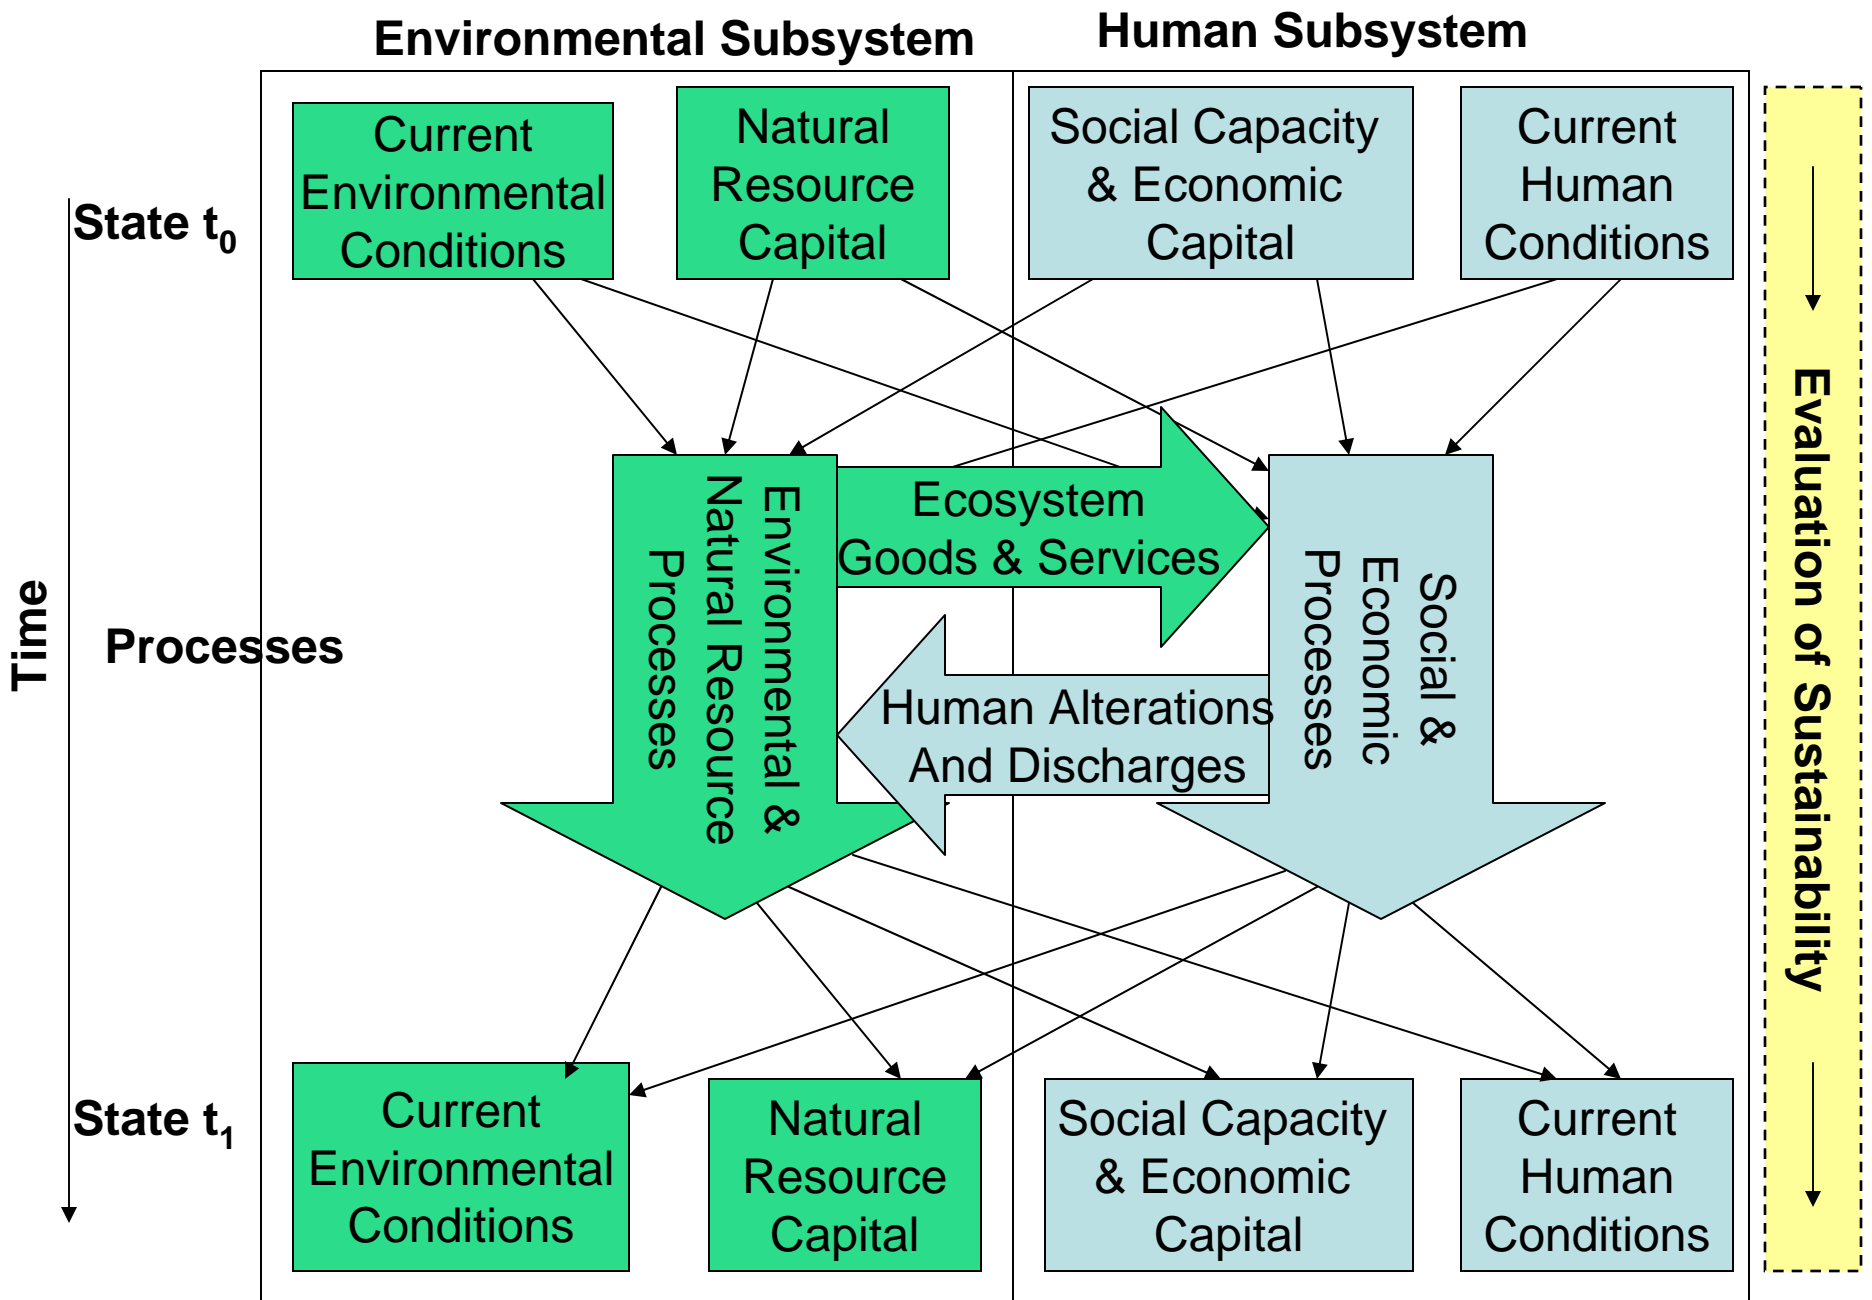 Environmental Subsystem
Human Subsystem
Current
Environmental
Conditions
Natural
Resource
Capital
Social Capacity
& Economic
Capital
Current
Human
Conditions
State t₀
Time
Processes
Environmental &
Natural Resource
Processes
Ecosystem
Goods & Services
Human Alterations
And Discharges
Social &
Economic
Processes
Evaluation of Sustainability
State t₁
Current
Environmental
Conditions
Natural
Resource
Capital
Social Capacity
& Economic
Capital
Current
Human
Conditions